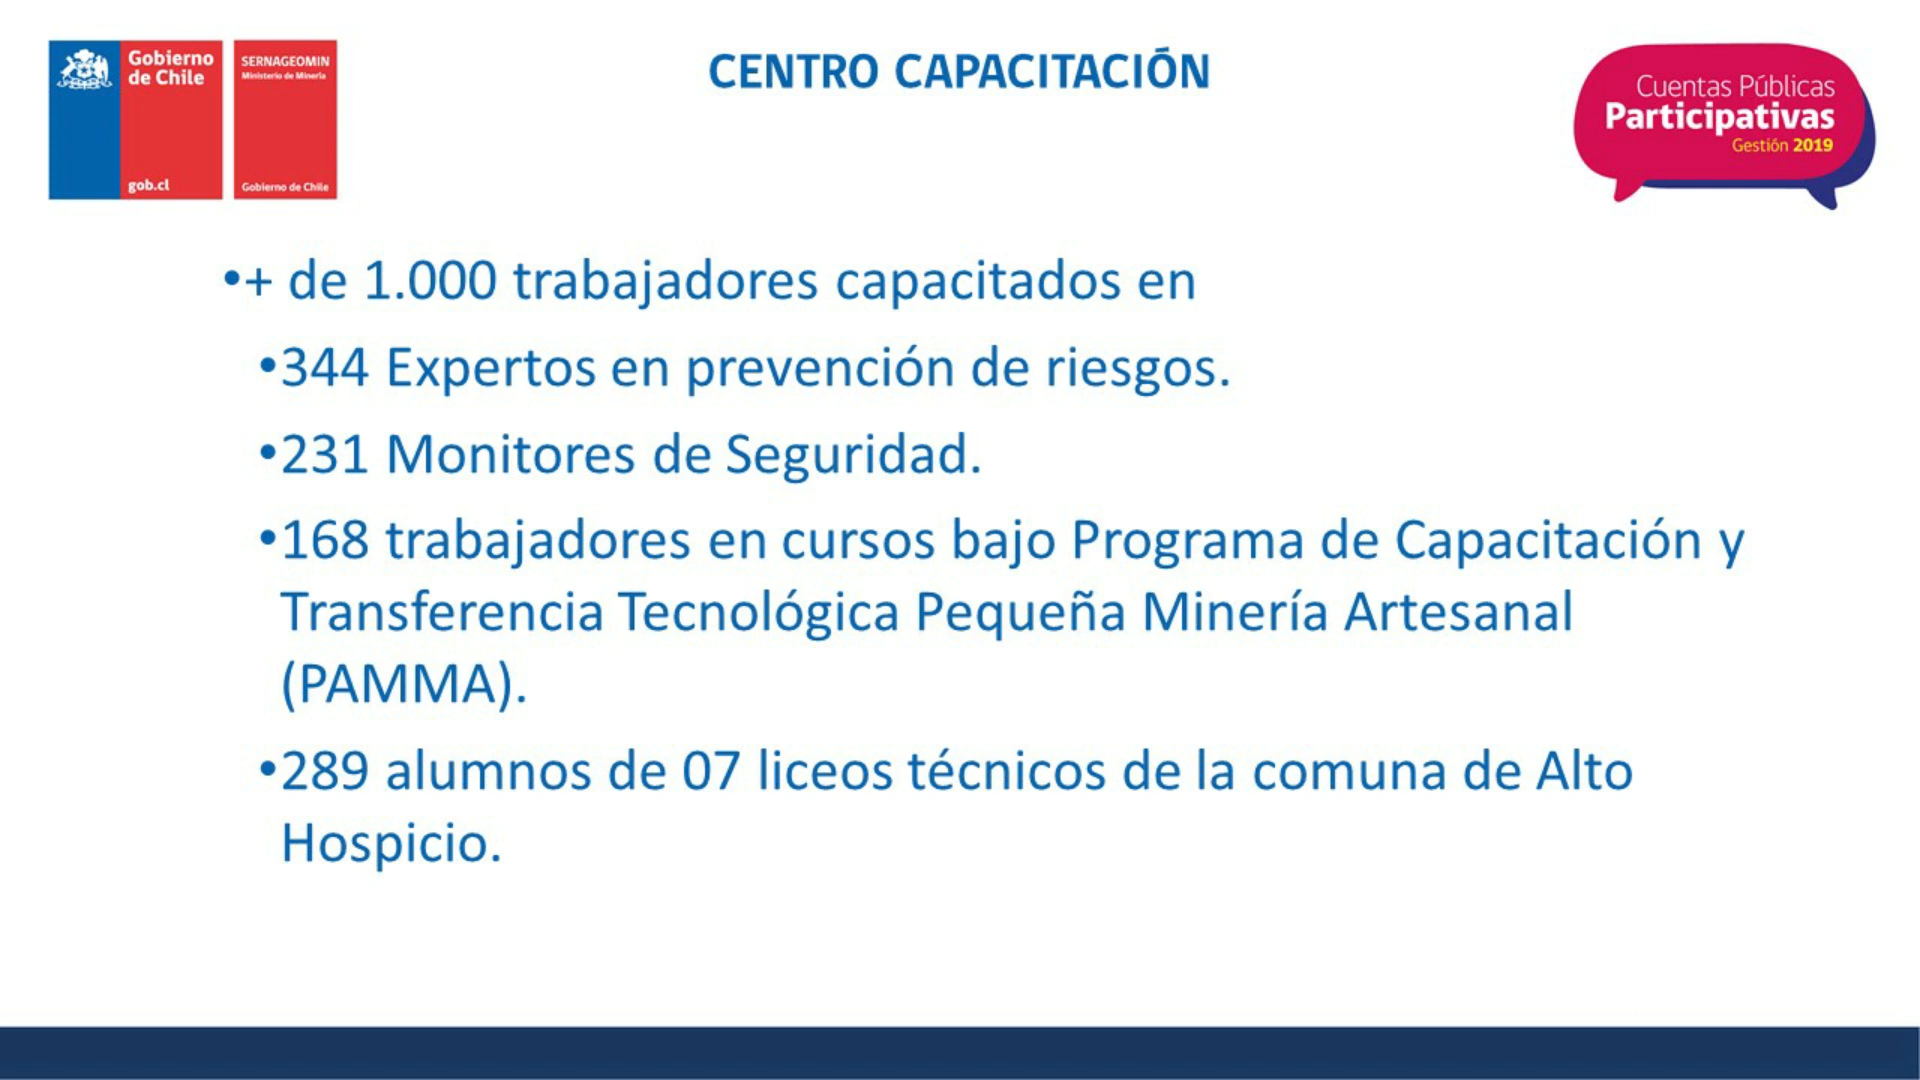 Gobierno
de Chile
gob.cl
SERNAGEOMIN
Ministerio de Minería
Gobierno de Chile
CENTRO CAPACITACIÓN
Cuentas Públicas
Participativas
Gestión 2019
•+ de 1.000 trabajadores capacitados en
•344 Expertos en prevención de riesgos.
•231 Monitores de Seguridad.
•168 trabajadores en cursos bajo Programa de Capacitación y
Transferencia Tecnológica Pequeña Minería Artesanal
(PAMMA).
•289 alumnos de 07 liceos técnicos de la comuna de Alto
Hospicio.